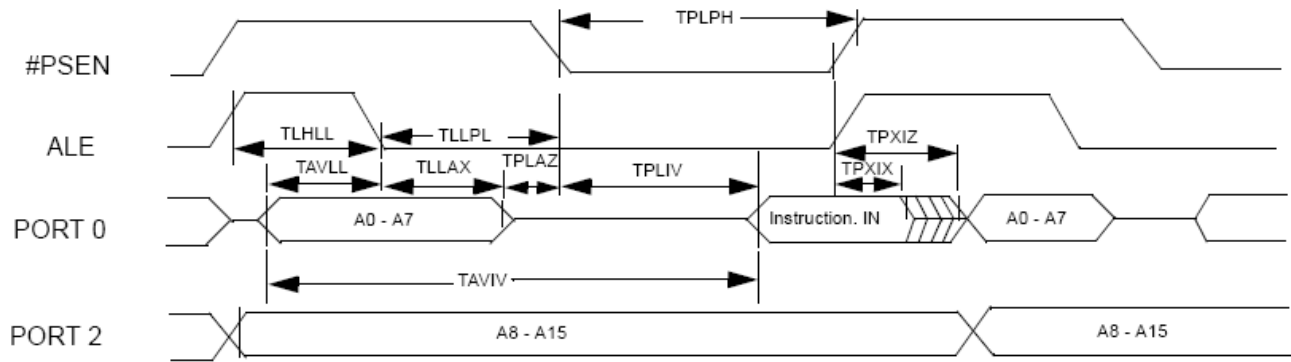 TPLPH
#PSEN
ALE
TLHLL
TLLPL
TPXIZ
TAVLL
TLLAX
TPLAZ
TPLIV
TPXIX
PORT 0
A0 - A7
Instruction. IN
A0 - A7
TAVIV
PORT 2
A8 - A15
A8 - A15